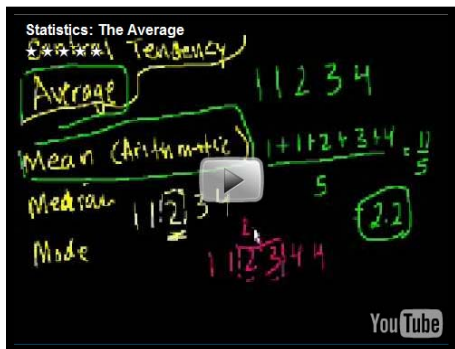 Statistics: The Average
Central Tendency
Average
1 1 2 3 4
Mean (Arithmetic)
1+1+2+3+4
5
= 11
5
= 2.2
Median
1 1 2 3 4
Mode
1 1 2 3 4 4
YouTube